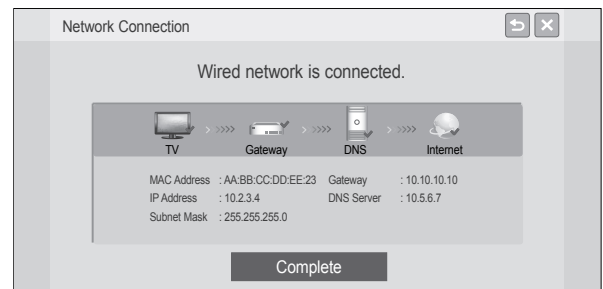 Network Connection
Wired network is connected.
TV Gateway DNS Internet
MAC Address : AA:BB:CC:DD:EE:23 Gateway : 10.10.10.10
IP Address : 10.2.3.4 DNS Server : 10.5.6.7
Subnet Mask : 255.255.255.0
Complete